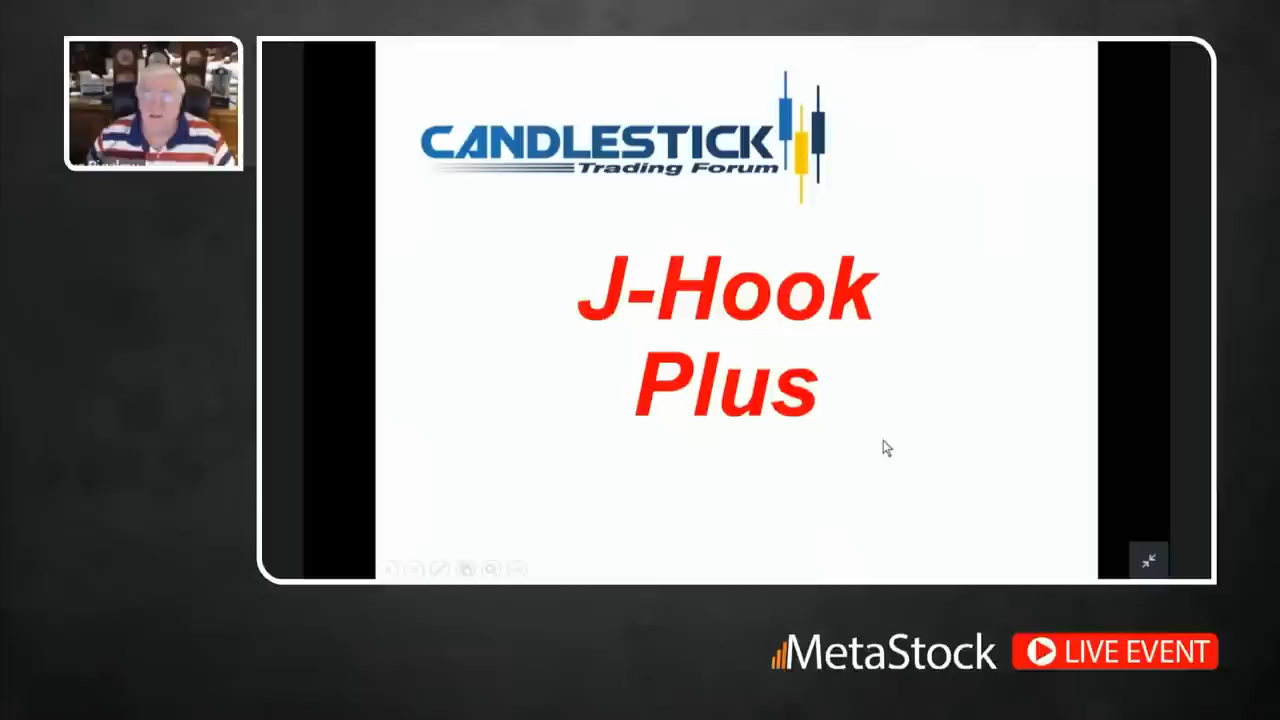 CANDLESTICK
Trading Forum
J-Hook
Plus
MetaStock
LIVE EVENT